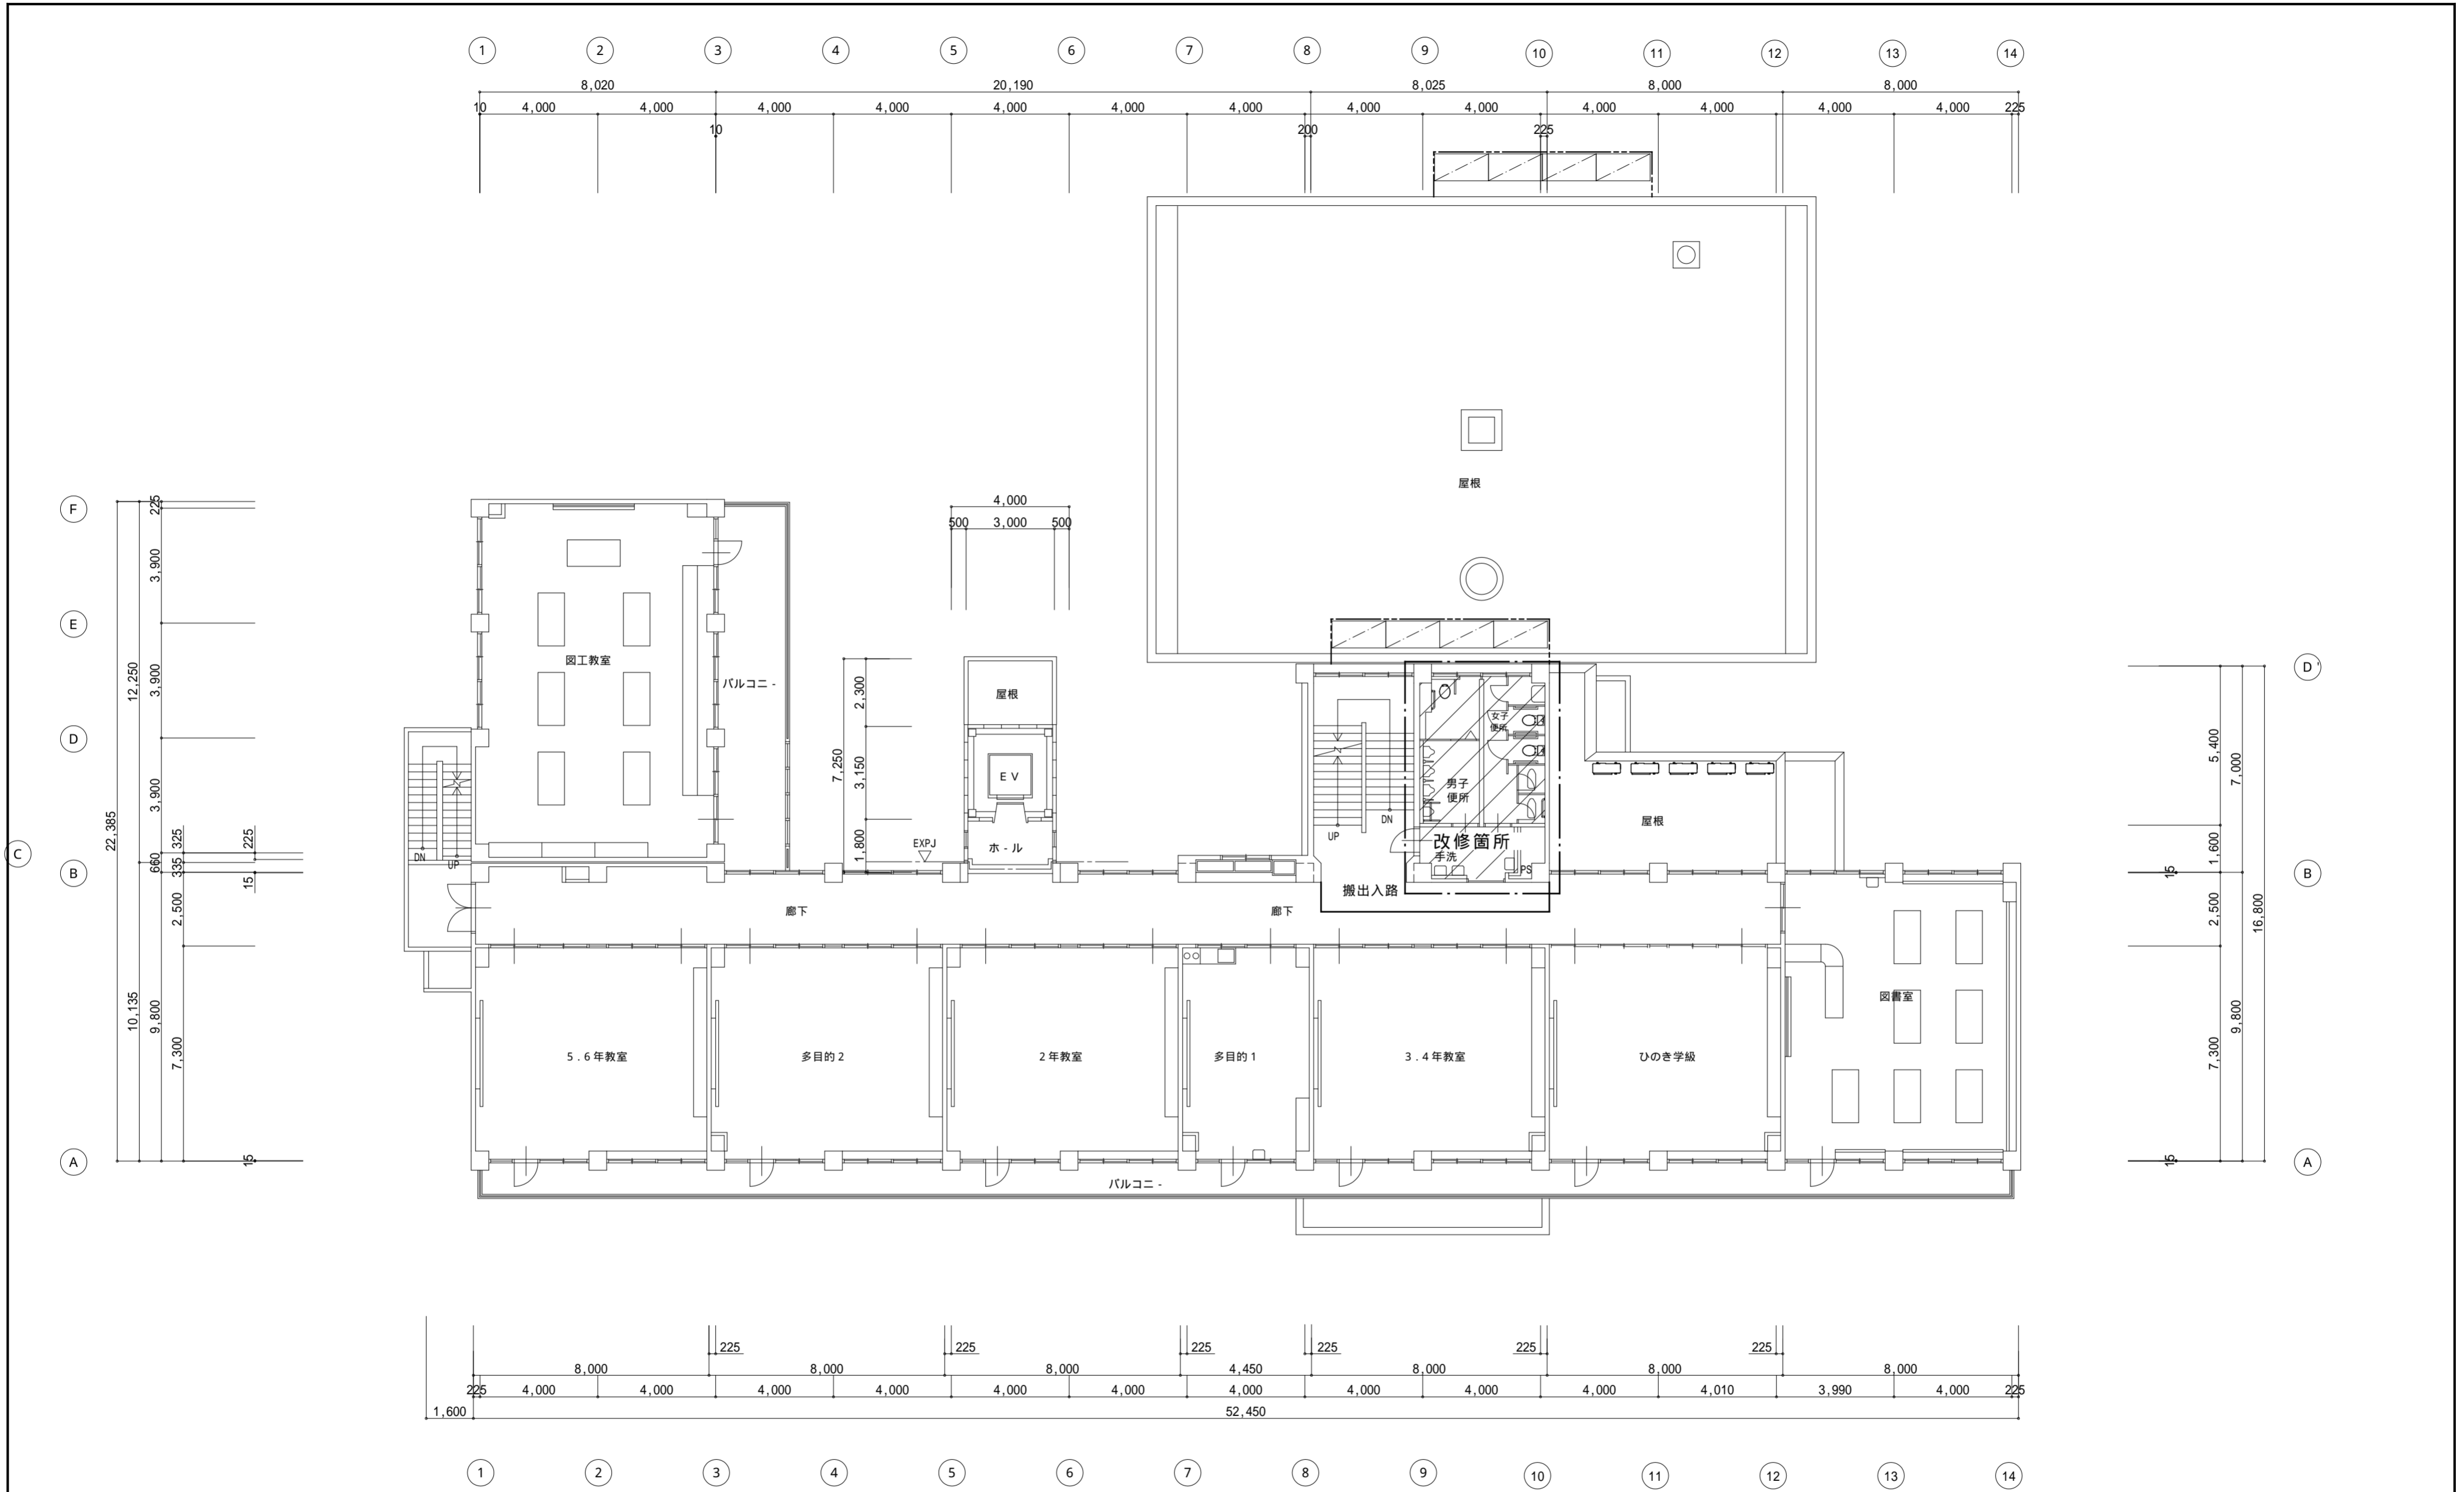 1 2 3 4 5 6 7 8 9 10 11 12 13 14
8,020 20,190 8,025 8,000 8,000
10 4,000 4,000 4,000 4,000 4,000 4,000 4,000 4,000 4,000 4,000 4,000 4,000 4,000 225
10 200 225
屋根
F
225
3,900
4,000
500 3,000 500
E
図工教室
バルコニ-
12,250
3,900
2,300
屋根
D'
D
女子
便所
7,250
3,150
EV
5,400
7,000
3,900
男子
便所
22,385
325
225
1,800
EXPJ
ホ-ル
UP
DN
改修箇所
手洗
屋根
1,600
C
660
335
DN
UP
B
15
PS
15
B
搬出入路
2,500
廊下
廊下
2,500
16,800
10,135
9,800
図書室
9,800
7,300
5.6年教室
多目的2
2年教室
多目的1
3.4年教室
ひのき学級
7,300
A
15
15
A
バルコニ-
225 225 225 225 225 225
8,000 8,000 8,000 4,450 8,000 8,000 8,000
225 4,000 4,000 4,000 4,000 4,000 4,000 4,000 4,000 4,000 4,000 4,010 3,990 4,000 225
1,600 52,450
1 2 3 4 5 6 7 8 9 10 11 12 13 14